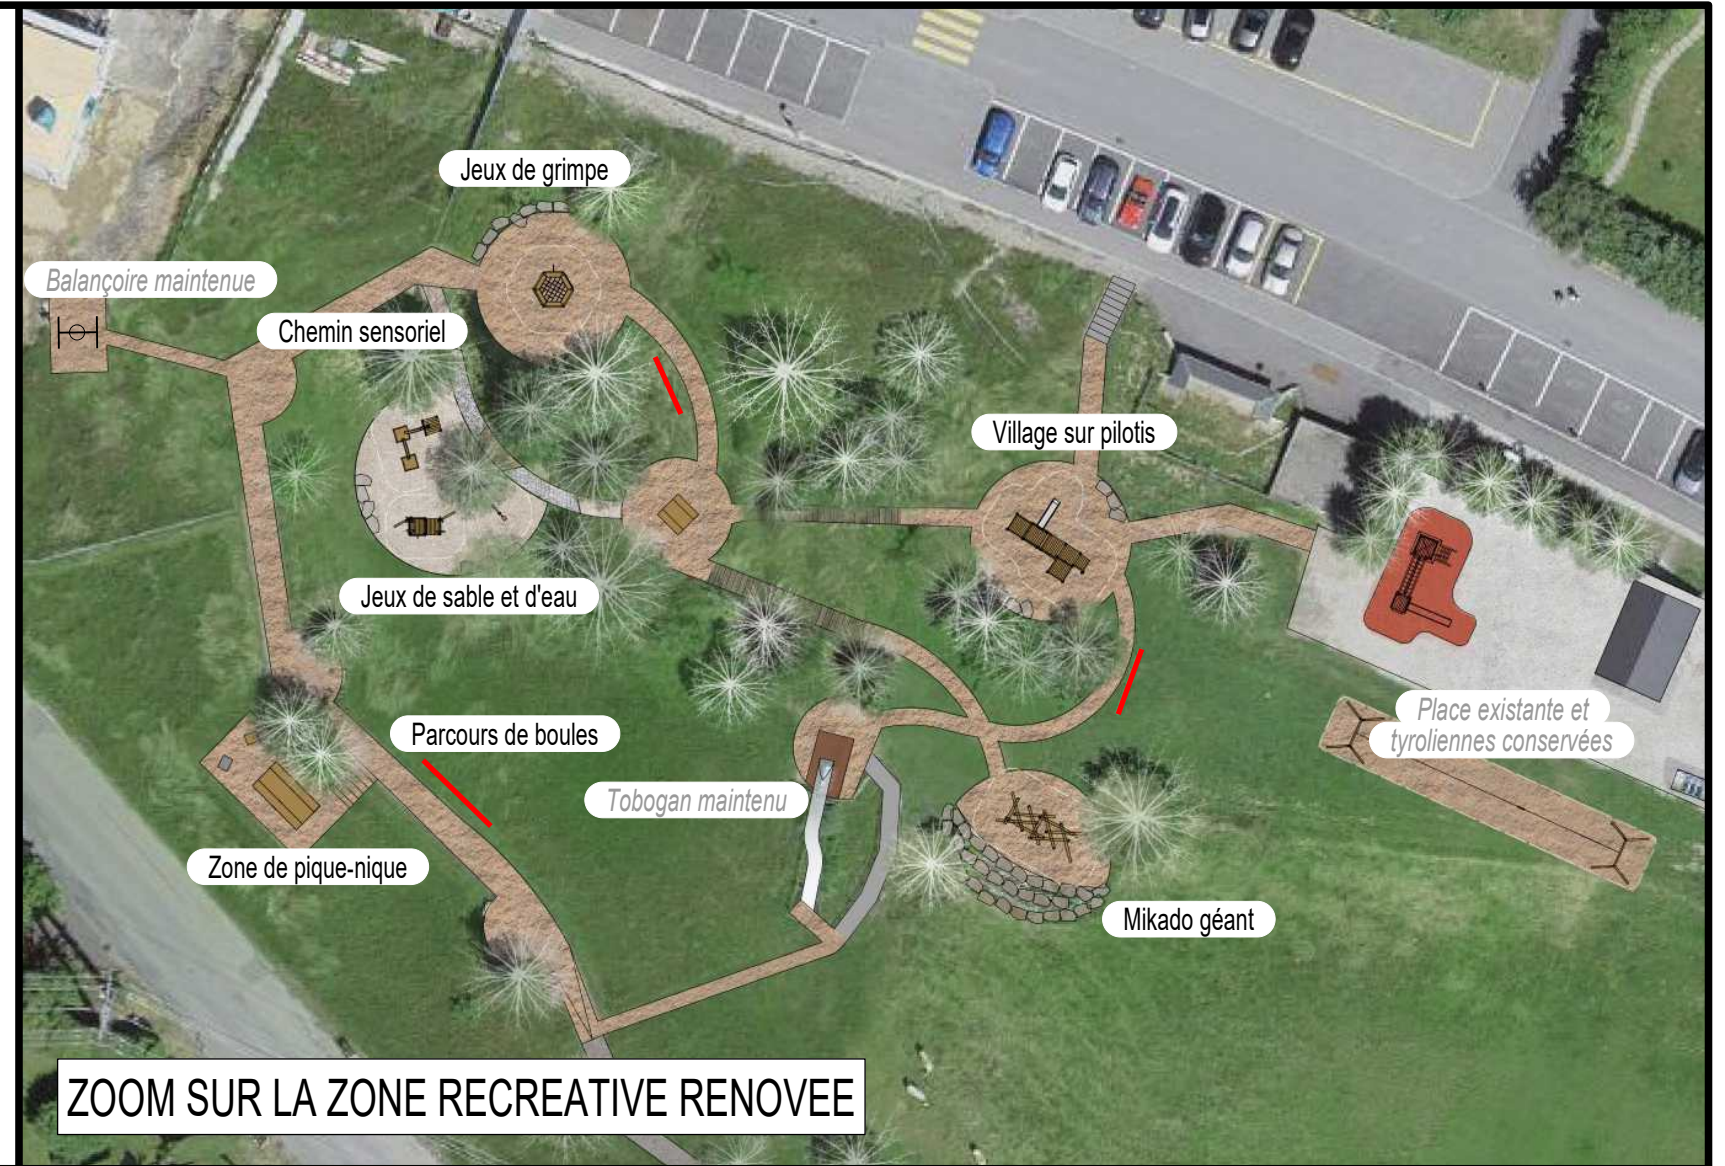 Jeux de grimpe
Balançoire maintenue
Chemin sensoriel
Village sur pilotis
Jeux de sable et d'eau
Place existante et
tyroliennes conservées
Parcours de boules
Tobogan maintenu
Zone de pique-nique
Mikado géant
ZOOM SUR LA ZONE RECREATIVE RENOVEE